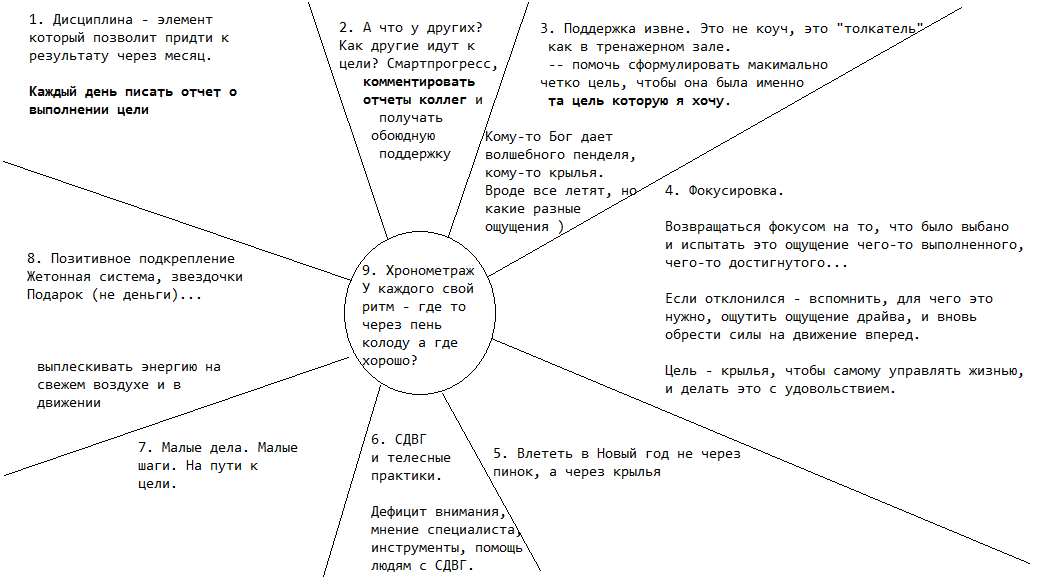 1. Дисциплина - элемент
который позволит придти к
результату через месяц.
Каждый день писать отчет о
выполнении цели
2. А что у других?
Как другие идут к
цели? Смартпрогресс,
комментировать
отчеты коллег и
получать
обоюдную
поддержку
3. Поддержка извне. Это не коуч, это "толкатель"
как в тренажерном зале.
-- помочь сформулировать макимально
четко цель, чтобы она была именно
та цель которую я хочу.
Кому-то Бог дает
волшебного пенделя,
кому-то крылья.
Вроде все летят, но
какие разные
ощущения )
4. Фокусировка.
Возвращаться фокусом на то, что было выбано
и испытать это ощущение чего-то выполненного,
чего-то достигнутого...
Если отклонился - вспомнить, для чего это
нужно, ощутить ощущение драйва, и вновь
обрести силы на движение вперед.
Цель - крылья, чтобы самому управлять жизнью,
и делать это с удовольствием.
5. Влететь в Новый год не через
пинок, а через крылья
6. СДВГ
и телесные
практики.
Дефицит внимания,
мнение специалиста,
инструменты, помощь
людям с СДВГ.
7. Малые дела. Малые
шаги. На пути к
цели.
8. Позитивное подкрепление
Жетонная система, звездочки
Подарок (не деньги)...
выплескивать энергию на
свежем воздухе и в
движении
9. Хронометраж
У каждого свой
ритм - где то
через пень
колоду а где
хорошо?